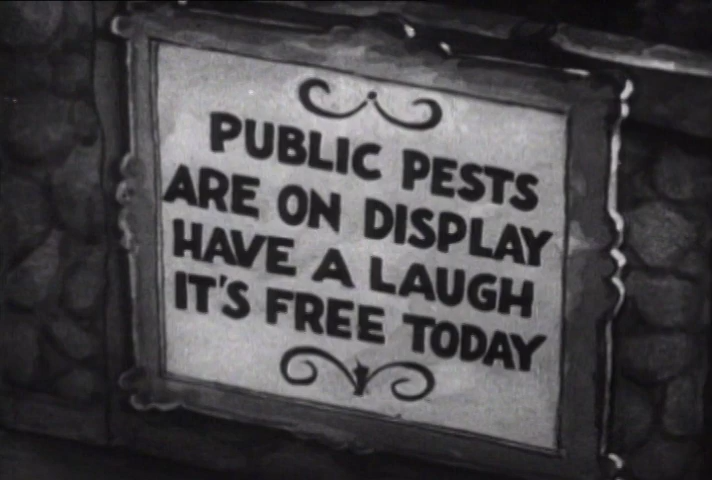 PUBLIC PESTS
ARE ON DISPLAY
HAVE A LAUGH
IT'S FREE TODAY